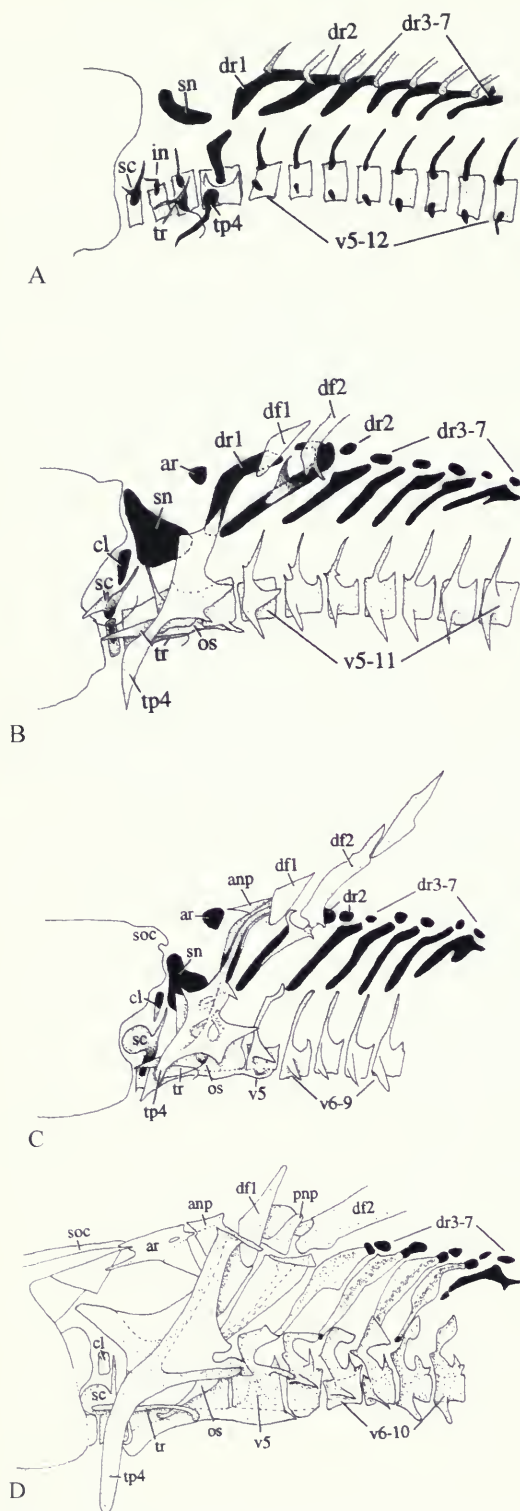 dr2
dr3-7
dr1
sn
in
sc
tr
tp4
v5-12
A
df2
df1
dr2
dr1
dr3-7
ar
sn
cl
sc
os
tr
v5-11
tp4
B
df2
df1
anp
dr2
dr3-7
ar
soc
sn
cl
sc
tr
os
v5
v6-9
tp4
C
df1
pnp
anp
df2
dr3-7
soc
ar
cl
sc
os
v5
v6-10
tr
tp4
D